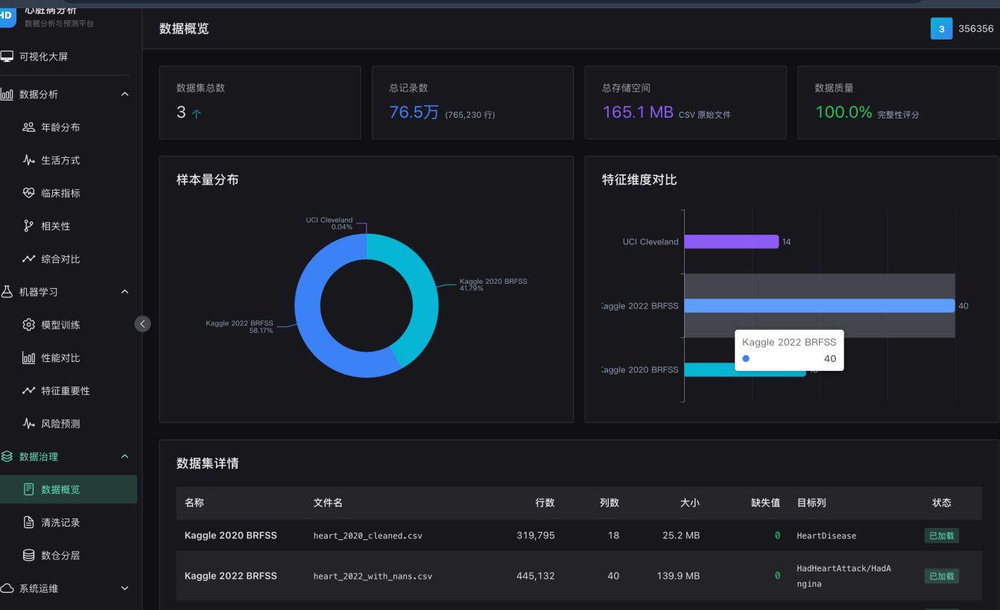 HD
心脏病分析
数据分析与预测平台
可视化大屏
数据分析
年龄分布
生活方式
临床指标
相关性
综合对比
机器学习
模型训练
性能对比
特征重要性
风险预测
数据治理
数据概览
清洗记录
数仓分层
系统运维
数据概览
3
356356
数据集总数
3 个
总记录数
76.5万 (765,230 行)
总存储空间
165.1 MB CSV 原始文件
数据质量
100.0% 完整性评分
样本量分布
UCI Cleveland
0.04%
Kaggle 2020 BRFSS
41.79%
Kaggle 2022 BRFSS
58.17%
特征维度对比
UCI Cleveland
14
Kaggle 2022 BRFSS
40
Kaggle 2022 BRFSS
40
Kaggle 2020 BRFSS
数据集详情
名称 文件名 行数 列数 大小 缺失值 目标列 状态
Kaggle 2020 BRFSS heart_2020_cleaned.csv 319,795 18 25.2 MB 0 HeartDisease 已加载
Kaggle 2022 BRFSS heart_2022_with_nans.csv 445,132 40 139.9 MB 0 HadHeartAttack/HadA 已加载
ngina